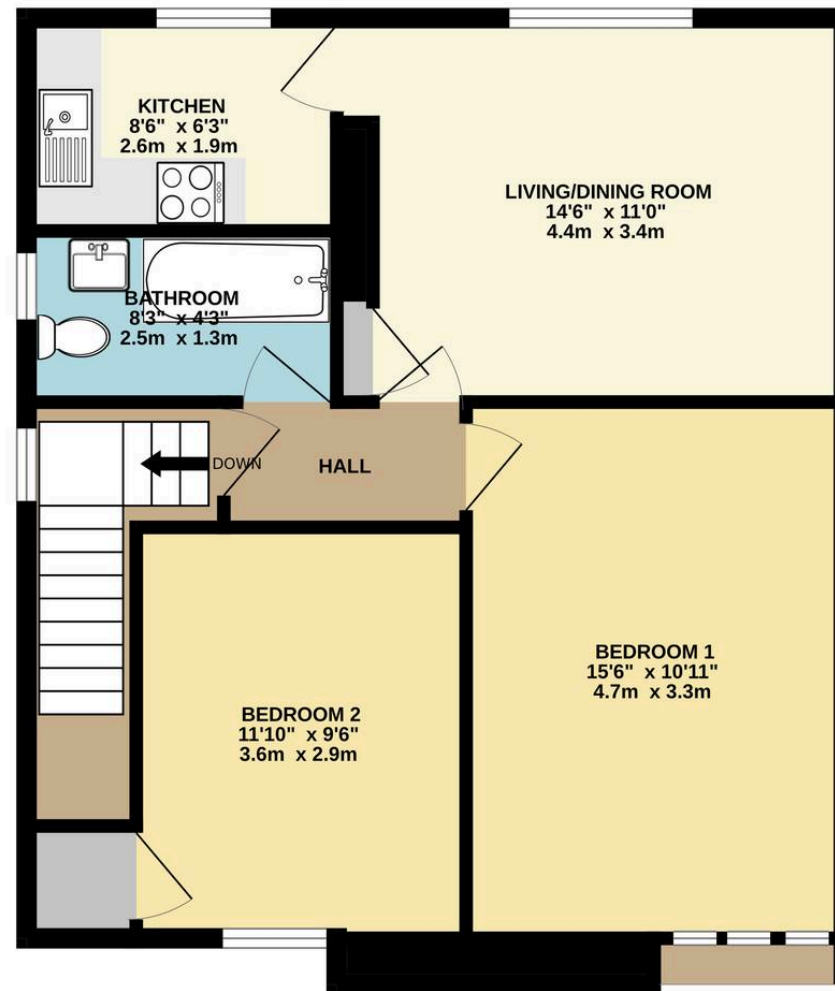 KITCHEN
8'6" x 6'3"
2.6m x 1.9m
LIVING/DINING ROOM
14'6" x 11'0"
4.4m x 3.4m
BATHROOM
8'3" x 4'3"
2.5m x 1.3m
DOWN
HALL
BEDROOM 1
15'6" x 10'11"
4.7m x 3.3m
BEDROOM 2
11'10" x 9'6"
3.6m x 2.9m